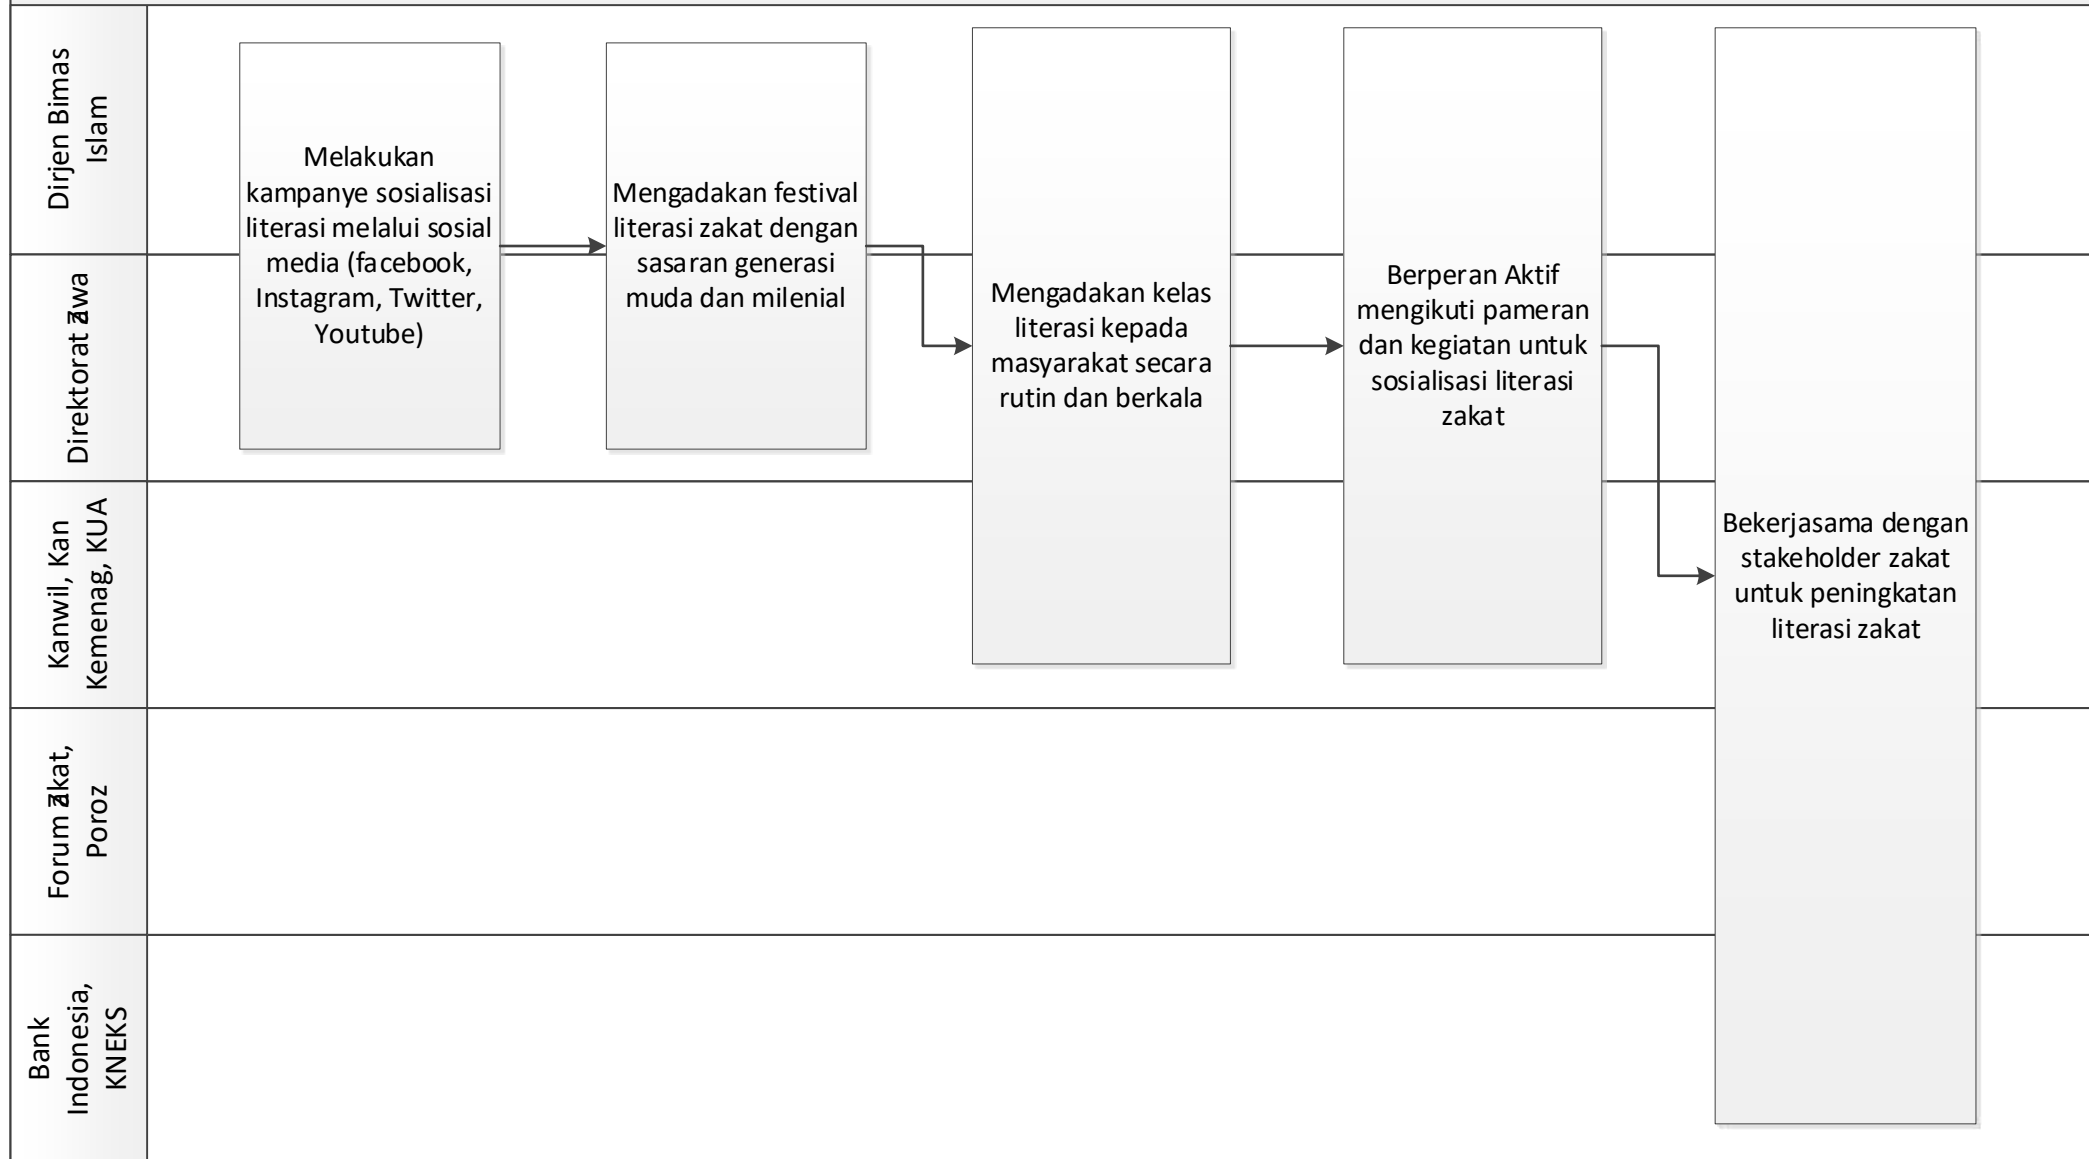 Dirjen Bimas
Islam
Direktorat Zawa
Kanwil, Kan
Kemenag, KUA
Forum Zakat,
Poroz
Bank
Indonesia,
KNEKS
Melakukan
kampanye sosialisasi
literasi melalui sosial
media (facebook,
Instagram, Twitter,
Youtube)
Mengadakan festival
literasi zakat dengan
sasaran generasi
muda dan milenial
Mengadakan kelas
literasi kepada
masyarakat secara
rutin dan berkala
Berperan Aktif
mengikuti pameran
dan kegiatan untuk
sosialisasi literasi
zakat
Bekerjasama dengan
stakeholder zakat
untuk peningkatan
literasi zakat